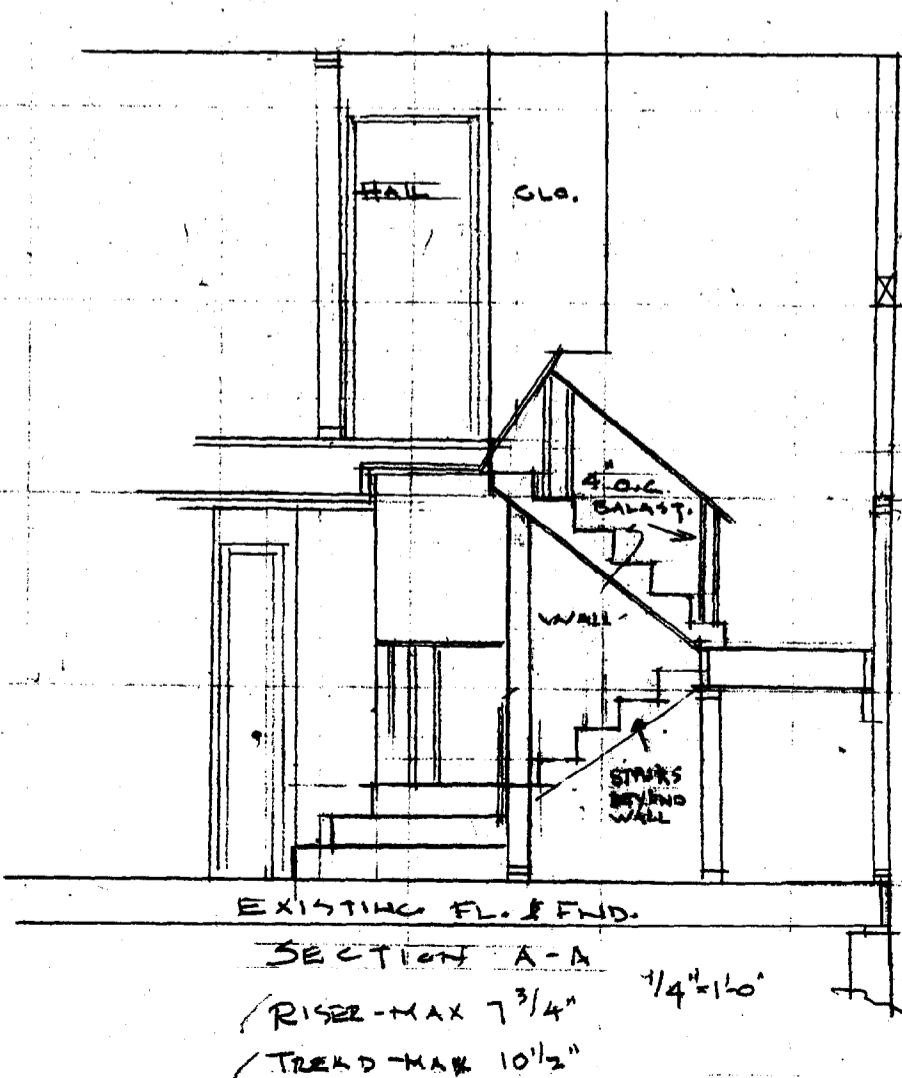 HALL
CLO.
4" O.C.
BALAST.
WALL
STAIRS
BEYOND
WALL
EXISTING FL. & FND.
SECTION A-A
1/4"=1'-0"
RISER-MAX 7 3/4"
TREAD-MAX 10 1/2"